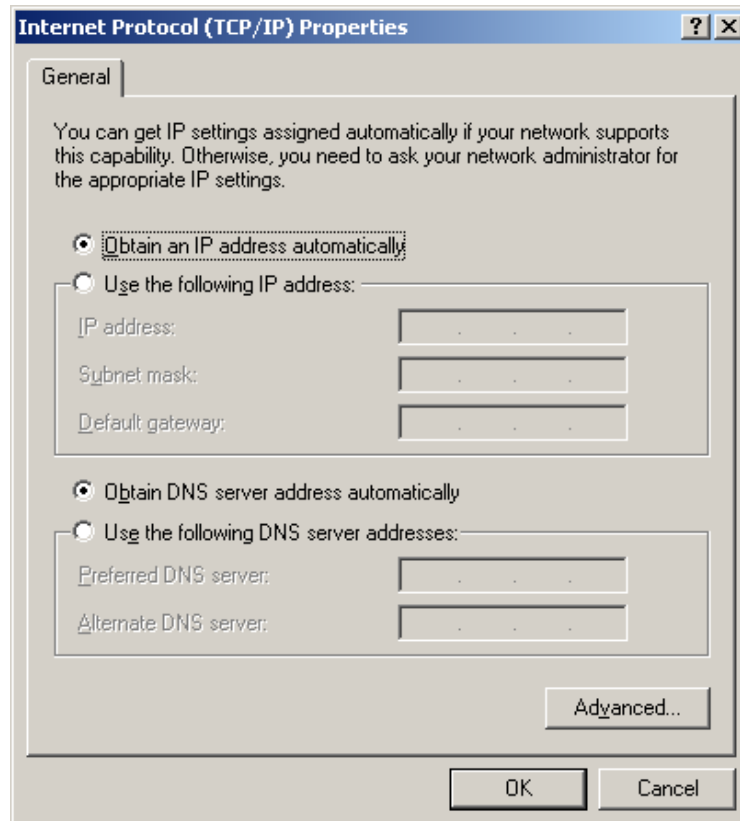 Internet Protocol (TCP/IP) Properties
General
You can get IP settings assigned automatically if your network supports
this capability. Otherwise, you need to ask your network administrator for
the appropriate IP settings.
Obtain an IP address automatically
Use the following IP address:
IP address:
Subnet mask:
Default gateway:
Obtain DNS server address automatically
Use the following DNS server addresses:
Preferred DNS server:
Alternate DNS server:
Advanced...
OK Cancel